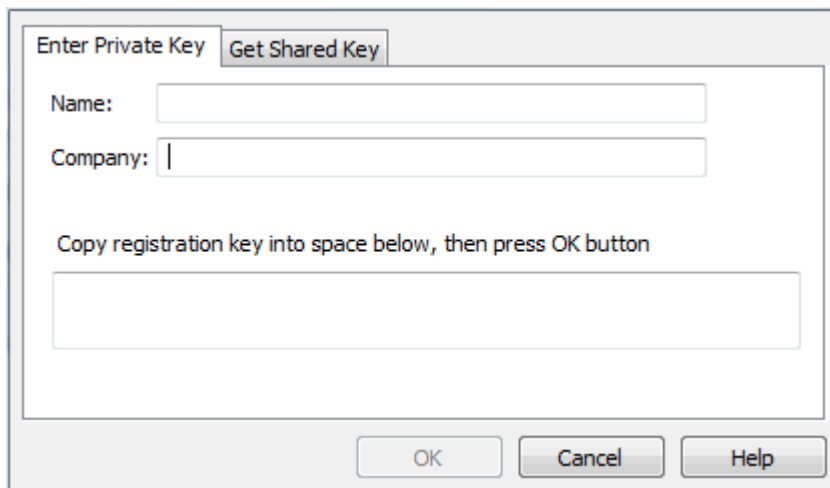 Enter Private Key Get Shared Key
Name:
Company:
Copy registration key into space below, then press OK button
OK Cancel Help